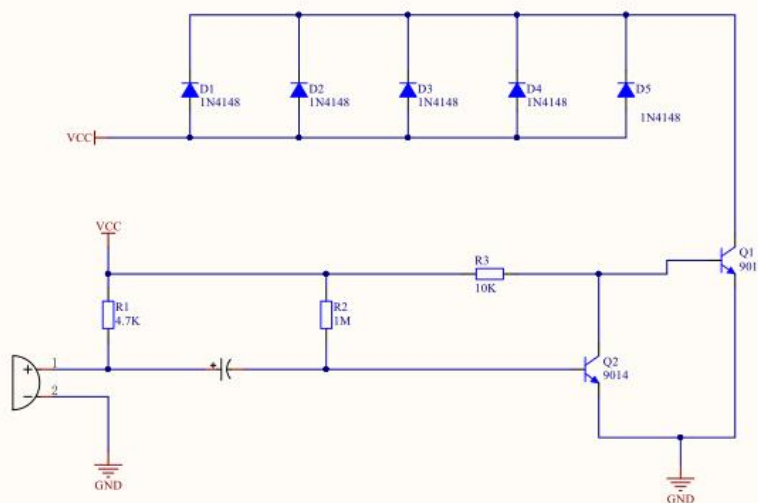 D1
1N4148
D2
1N4148
D3
1N4148
D4
1N4148
D5
1N4148
VCC
VCC
R3
10K
Q1
901
R1
4.7K
R2
1M
1
+
Q2
9014
2
GND
GND